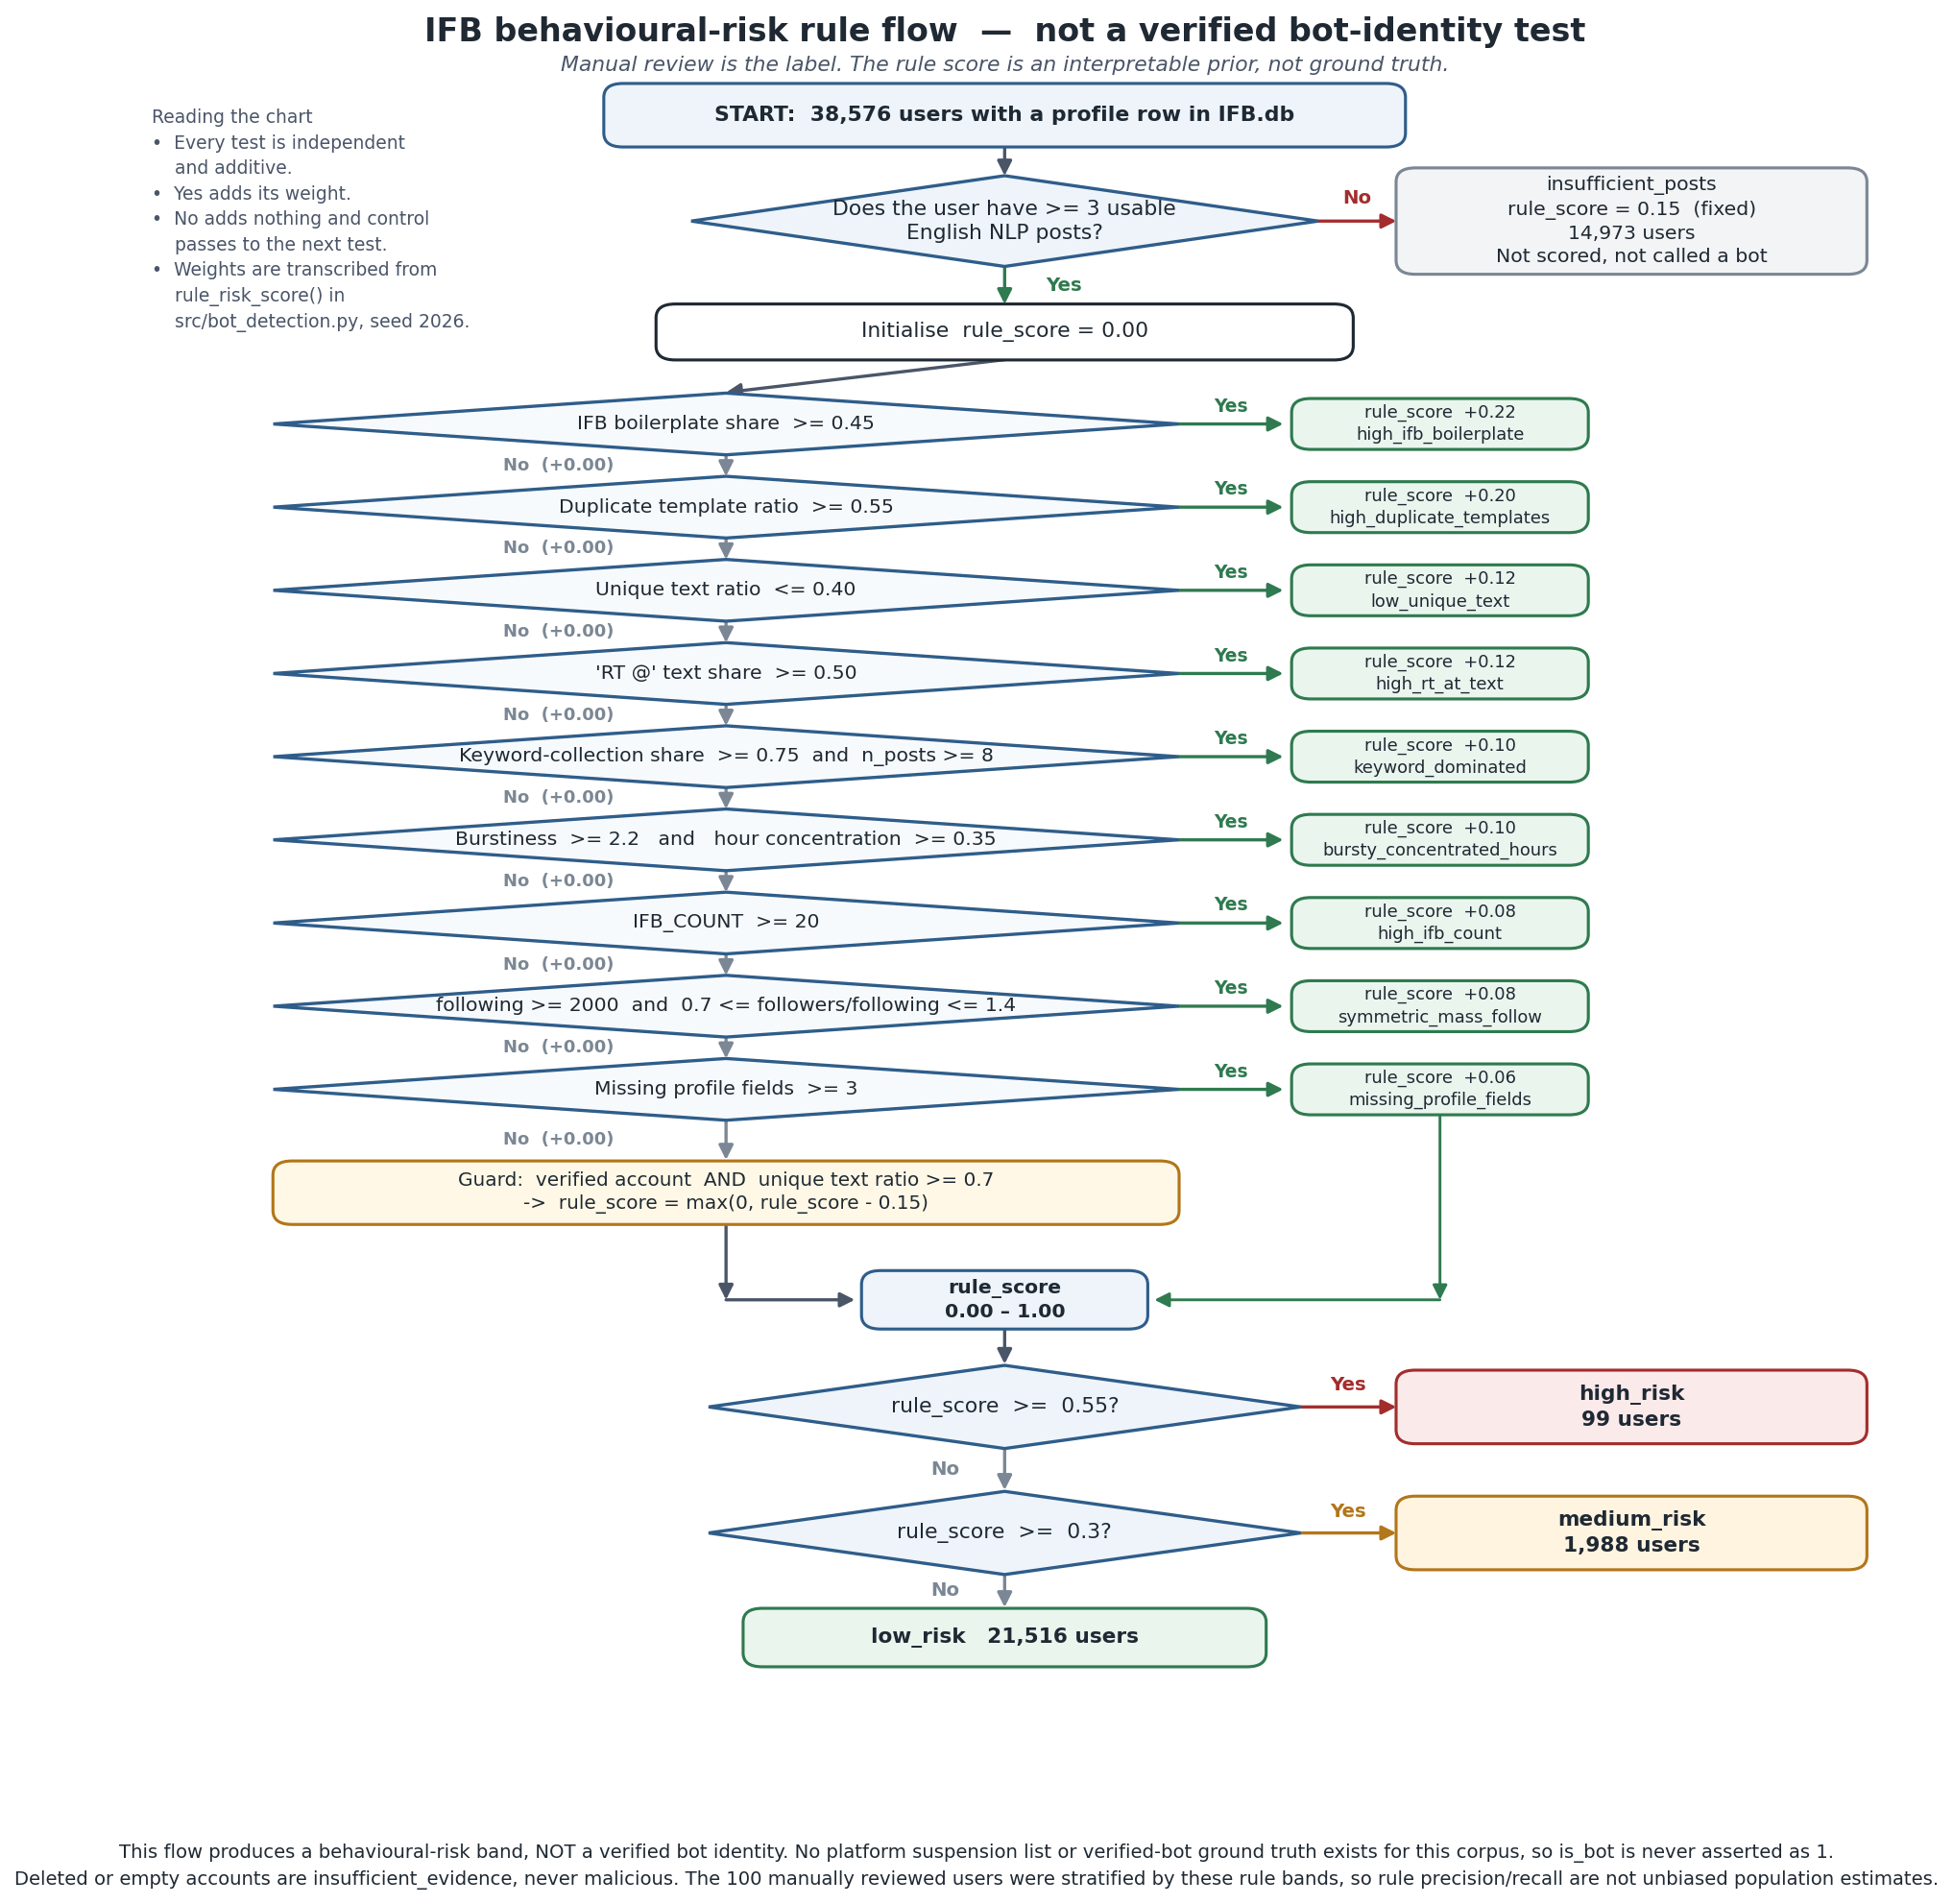 IFB behavioural-risk rule flow — not a verified bot-identity test
Manual review is the label. The rule score is an interpretable prior, not ground truth.
Reading the chart
• Every test is independent
and additive.
• Yes adds its weight.
• No adds nothing and control
passes to the next test.
• Weights are transcribed from
rule_risk_score() in
src/bot_detection.py, seed 2026.
START: 38,576 users with a profile row in IFB.db
Does the user have >= 3 usable
English NLP posts?
No
insufficient_posts
rule_score = 0.15 (fixed)
14,973 users
Not scored, not called a bot
Yes
Initialise rule_score = 0.00
IFB boilerplate share >= 0.45
Yes
rule_score +0.22
high_ifb_boilerplate
No (+0.00)
Duplicate template ratio >= 0.55
Yes
rule_score +0.20
high_duplicate_templates
No (+0.00)
Unique text ratio <= 0.40
Yes
rule_score +0.12
low_unique_text
No (+0.00)
'RT @' text share >= 0.50
Yes
rule_score +0.12
high_rt_at_text
No (+0.00)
Keyword-collection share >= 0.75 and n_posts >= 8
Yes
rule_score +0.10
keyword_dominated
No (+0.00)
Burstiness >= 2.2 and hour concentration >= 0.35
Yes
rule_score +0.10
bursty_concentrated_hours
No (+0.00)
IFB_COUNT >= 20
Yes
rule_score +0.08
high_ifb_count
No (+0.00)
following >= 2000 and 0.7 <= followers/following <= 1.4
Yes
rule_score +0.08
symmetric_mass_follow
No (+0.00)
Missing profile fields >= 3
Yes
rule_score +0.06
missing_profile_fields
No (+0.00)
Guard: verified account AND unique text ratio >= 0.7
-> rule_score = max(0, rule_score - 0.15)
rule_score
0.00 – 1.00
rule_score >= 0.55?
Yes
high_risk
99 users
No
rule_score >= 0.3?
Yes
medium_risk
1,988 users
No
low_risk 21,516 users
This flow produces a behavioural-risk band, NOT a verified bot identity. No platform suspension list or verified-bot ground truth exists for this corpus, so is_bot is never asserted as 1.
Deleted or empty accounts are insufficient_evidence, never malicious. The 100 manually reviewed users were stratified by these rule bands, so rule precision/recall are not unbiased population estimates.